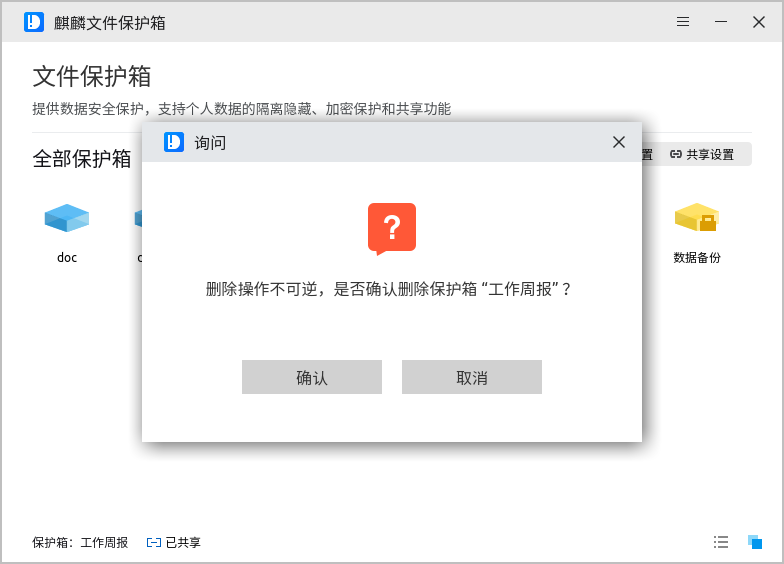 麒麟文件保护箱
文件保护箱
提供数据安全保护，支持个人数据的隔离隐藏、加密保护和共享功能
全部保护箱
置 共享设置
询问
doc
数据备份
删除操作不可逆，是否确认删除保护箱 “工作周报” ？
确认 取消
保护箱： 工作周报 已共享